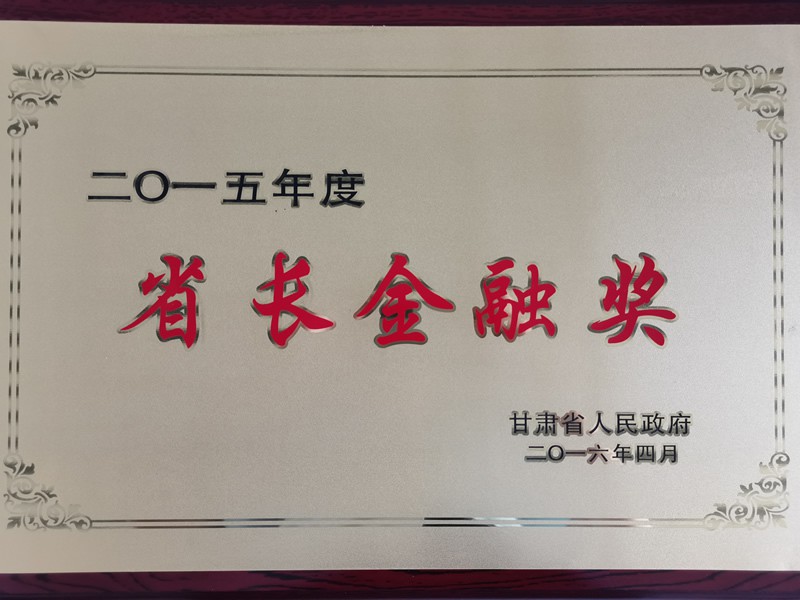 二〇一五年度
省长金融奖
甘肃省人民政府
二〇一六年四月